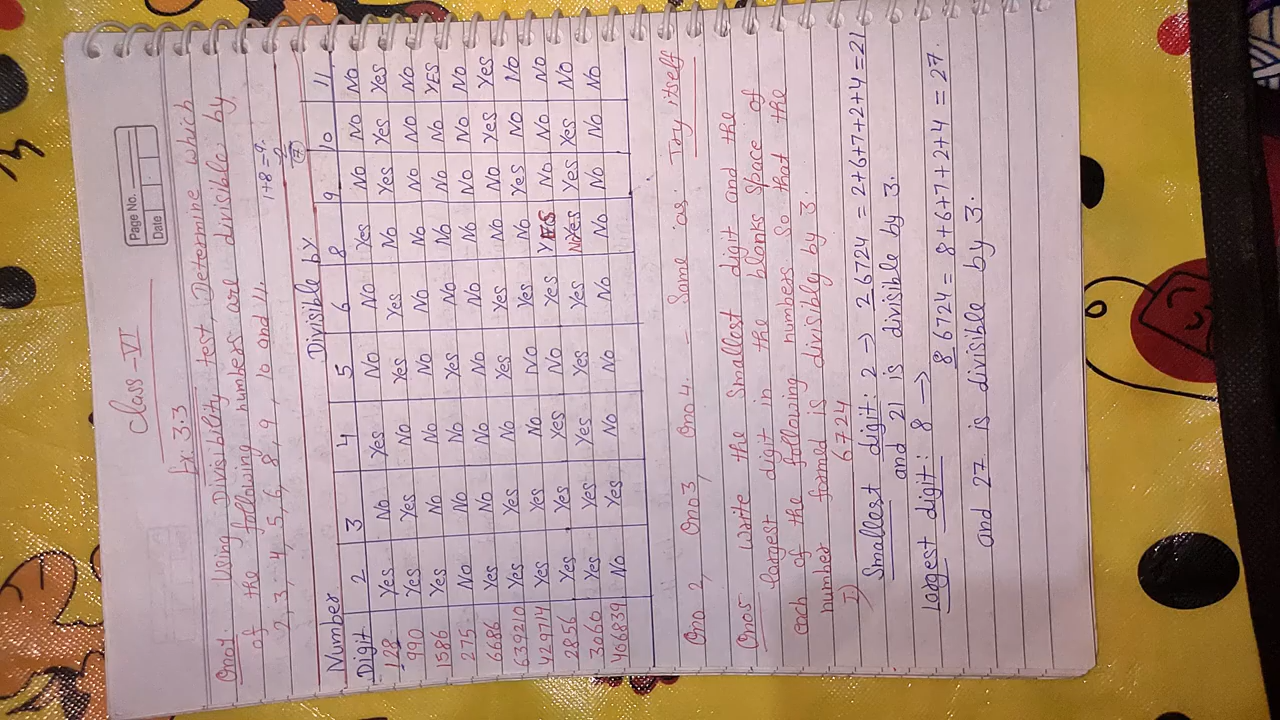 Page No.
Date
Class - VI
Ex 3.3
Qno1. Using Divisibility test, Determine which
of the following numbers are divisible by
2, 3, 4, 5, 6, 8, 9, 10 and 11.
1+8=9
Number Divisible by
Digit 2 3 4 5 6 8 9 10 11
128 Yes No Yes No No Yes No No No
990 Yes Yes No Yes Yes No Yes Yes Yes
1586 Yes No No No No No No No No
275 No No No Yes No No No No YES
6686 Yes No No No No No No No No
639210 Yes Yes No Yes Yes No No Yes Yes
429714 Yes Yes No No Yes No Yes No No
2856 Yes Yes Yes No Yes YES No No No
3060 Yes Yes Yes Yes Yes No Yes Yes Yes No
406839 No Yes No No No No No No No
Qno 2, Qno 3, Qno 4. - Same as. Try itself
Qno5 write the Smallest digit and the
largest digit in the blanks space of
each of the following numbers So that the
number formed is divisibly by 3.
I) _ 6724
Smallest digit: 2 → 26724 = 2+6+7+2+4 = 21
and 21 is divisible by 3.
Largest digit: 8 →
8 6724 = 8+6+7+2+4 = 27.
and 27 is divisible by 3.